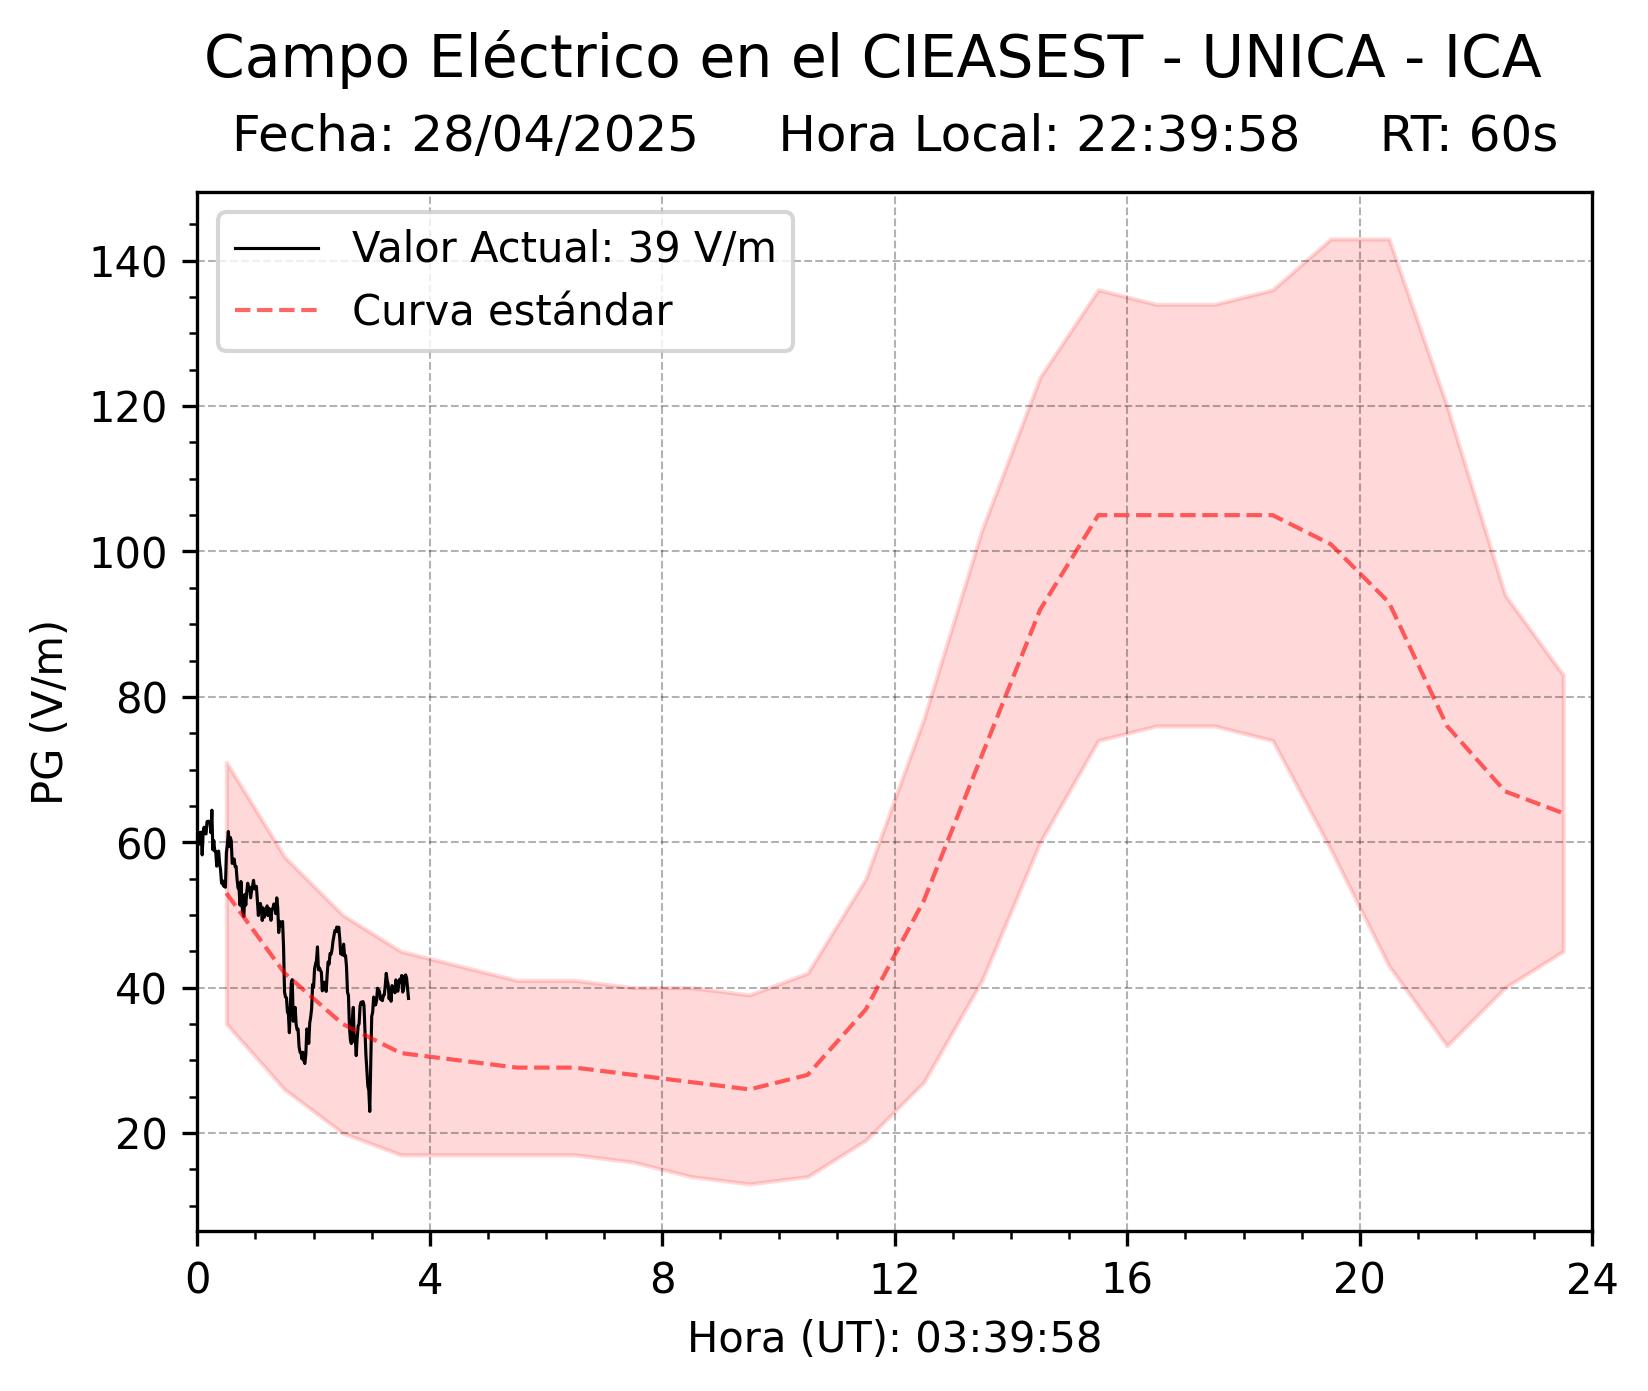 Campo Eléctrico en el CIEASEST - UNICA - ICA
Fecha: 28/04/2025 Hora Local: 22:39:58 RT: 60s
Valor Actual: 39 V/m
Curva estándar
PG (V/m)
140
120
100
80
60
40
20
0 4 8 12 16 20 24
Hora (UT): 03:39:58